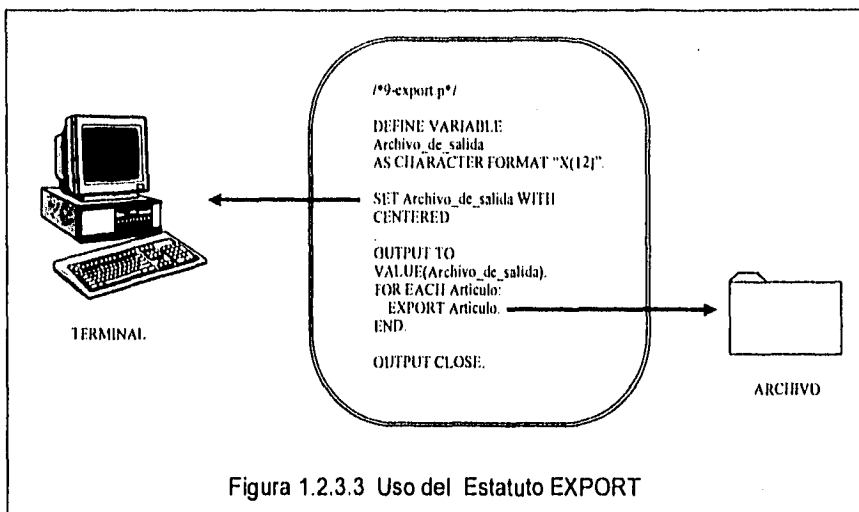 /*9-export.p*/
DEFINE VARIABLE
Archivo_de_salida
AS CHARACTER FORMAT "X(12)".
SET Archivo_de_salida WITH
CENTERED
.
OUTPUT TO
VALUE(Archivo_de_salida).
FOR EACH Articulo:
EXPORT Articulo.
END.
OUTPUT CLOSE.
TERMINAL
ARCHIVO
Figura 1.2.3.3 Uso del Estatuto EXPORT